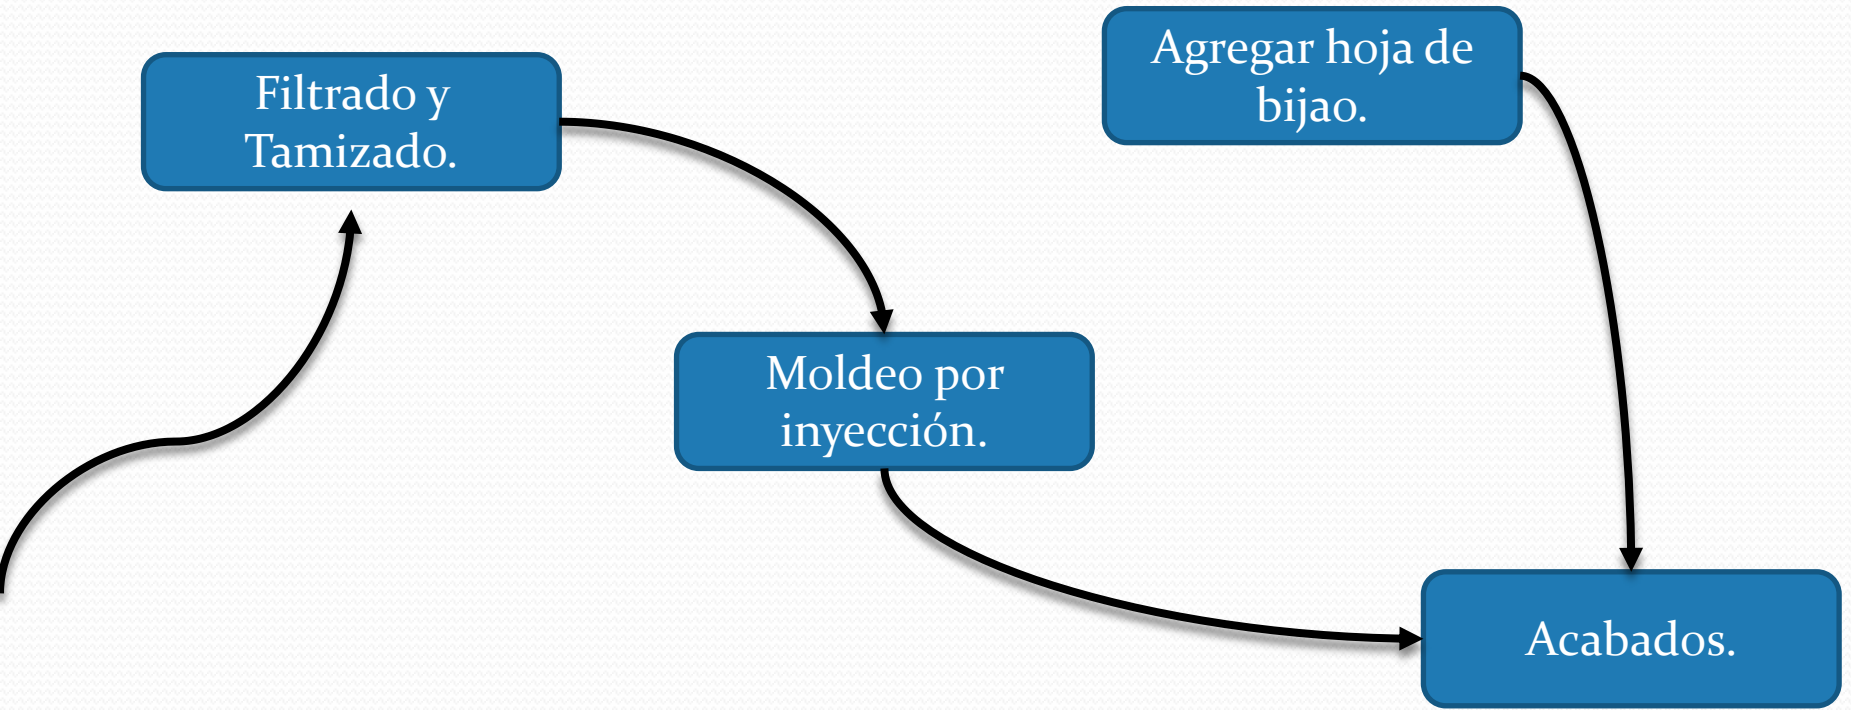 Filtrado y
Tamizado.
Agregar hoja de
bijao.
Moldeo por
inyección.
Acabados.